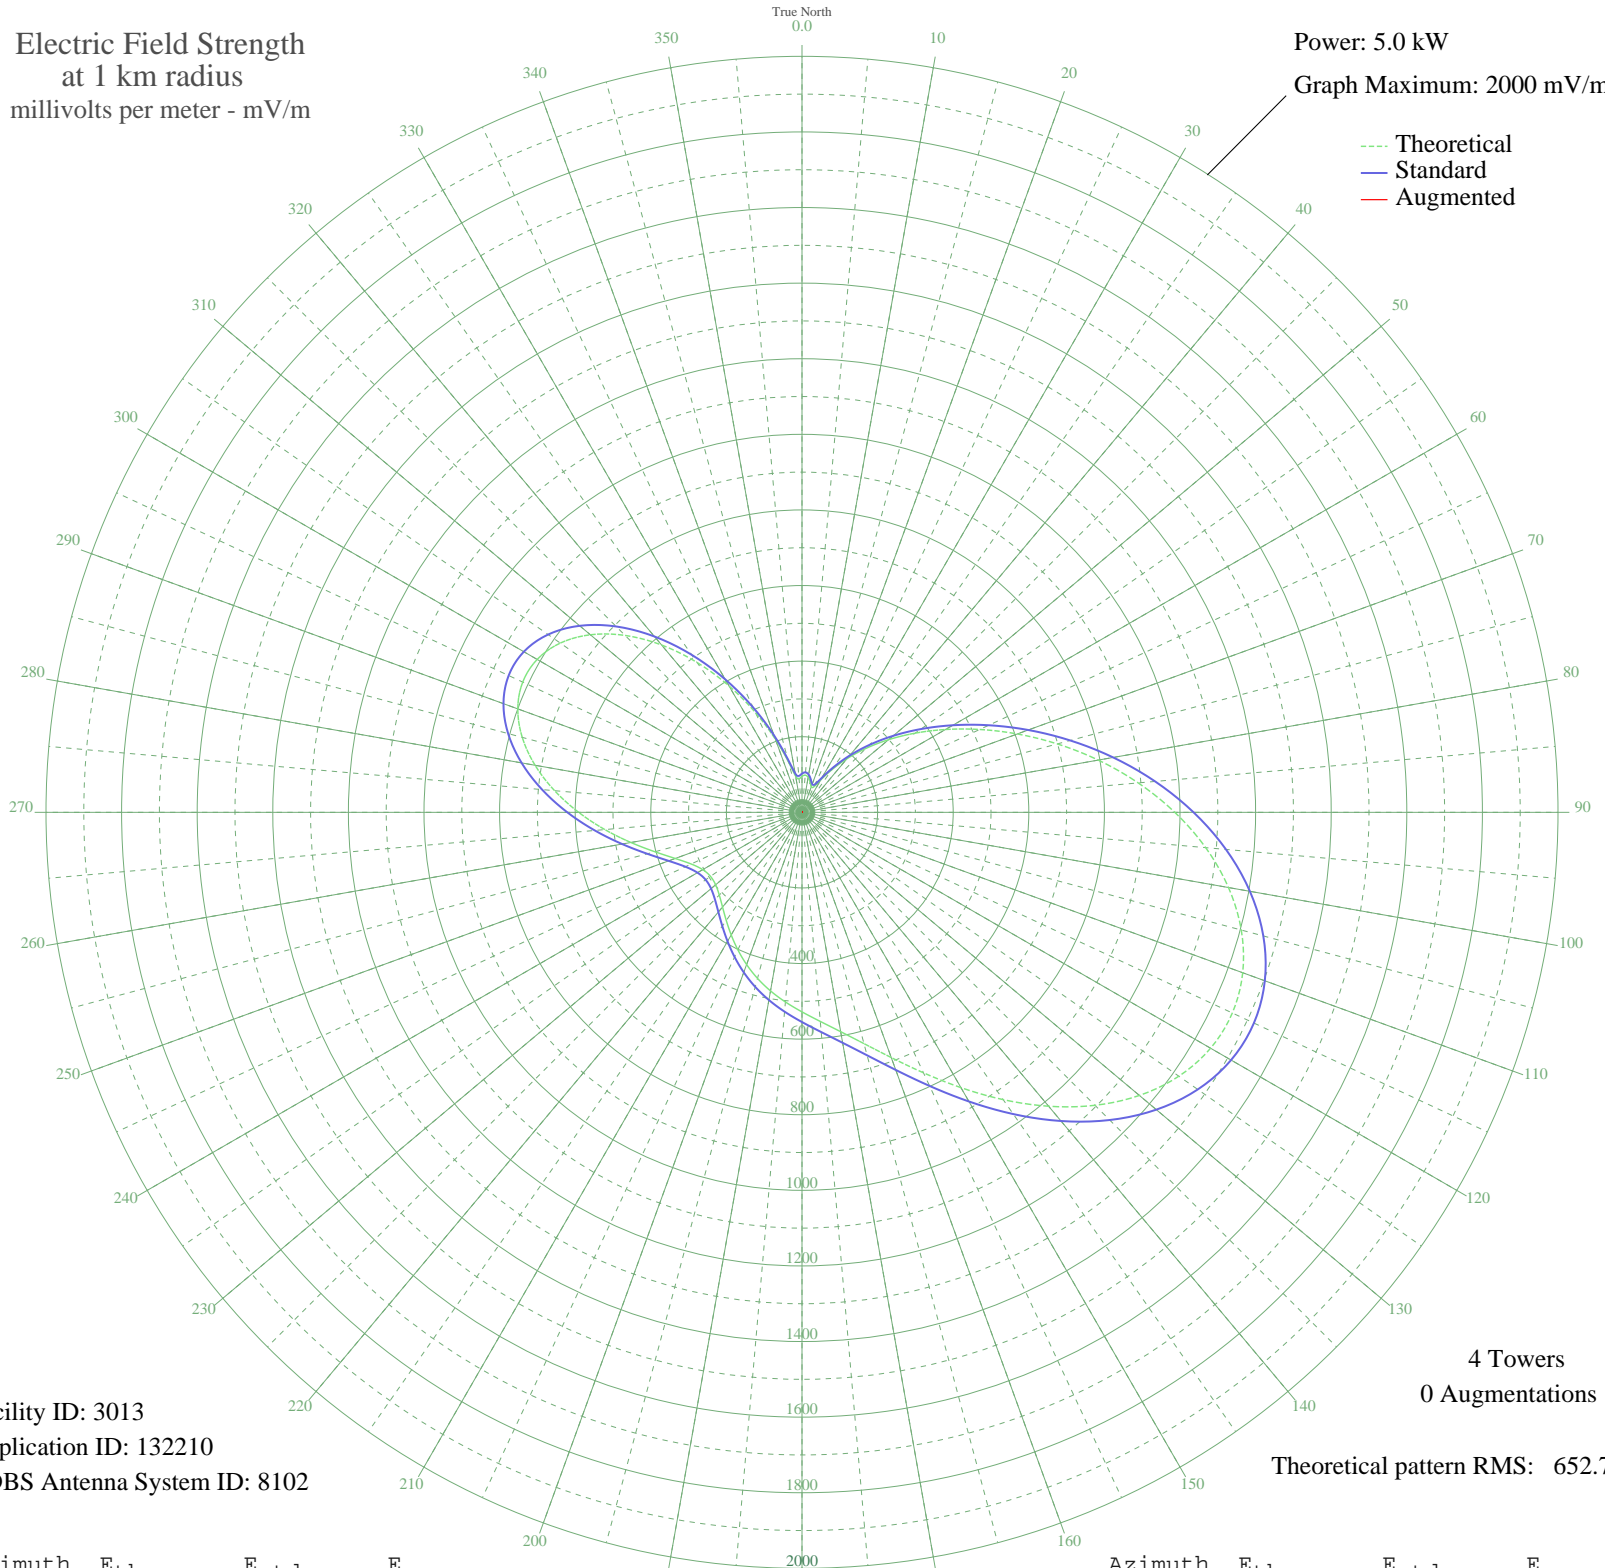 True North
0.0
Electric Field Strength
at 1 km radius
millivolts per meter - mV/m
Power: 5.0 kW
Graph Maximum: 2000 mV/m
Theoretical
Standard
Augmented
10
20
30
40
50
60
70
80
90
100
110
120
130
140
150
160
200
210
220
230
240
250
260
270
280
290
300
310
320
330
340
350
400
600
800
1000
1200
1400
1600
1800
2000
4 Towers
0 Augmentations
Theoretical pattern RMS: 652.7
cility ID: 3013
plication ID: 132210
DBS Antenna System ID: 8102
imuth E E E
Azimuth E E E